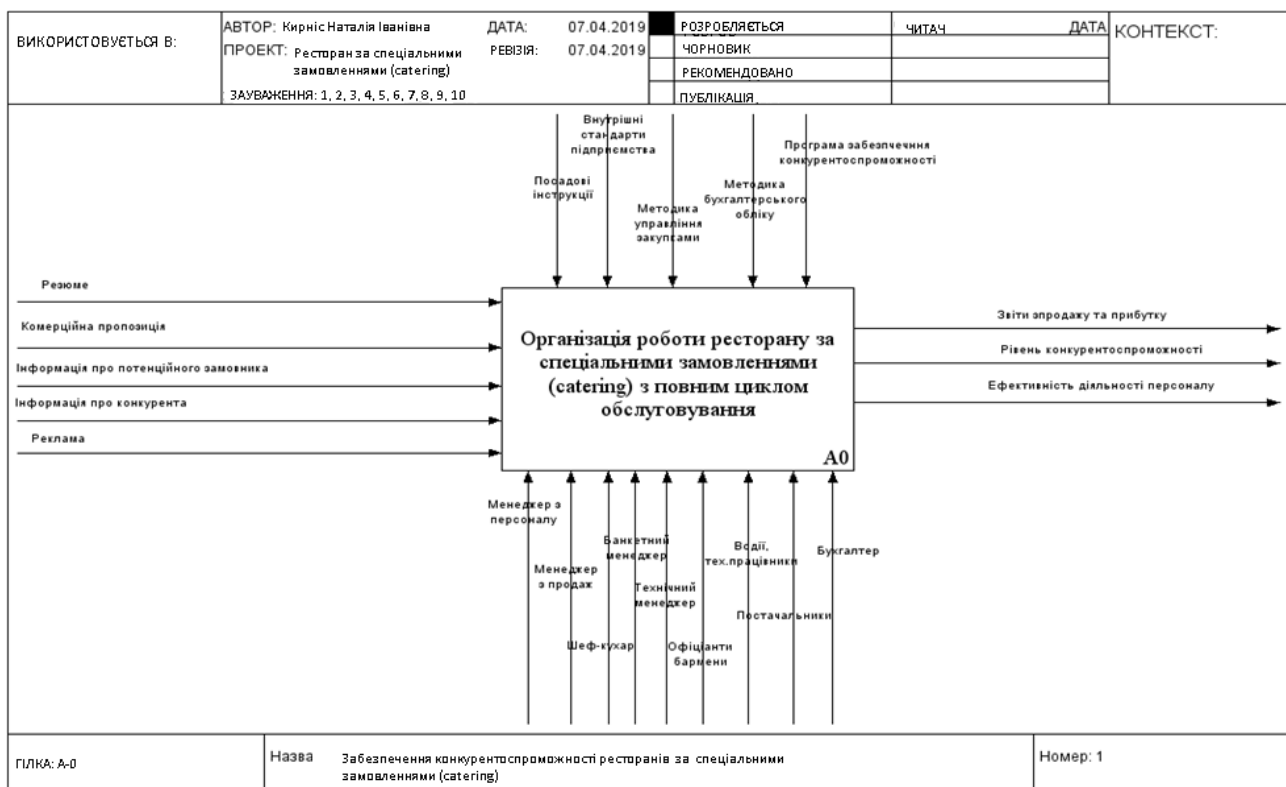 ВИКОРИСТОВУЄТЬСЯ В:
АВТОР: Кирніс Наталія Іванівна
ДАТА: 07.04.2019
ПРОЕКТ: Ресторан за спеціальними
замовленнями (catering)
РЕВІЗІЯ: 07.04.2019
ЗАУВАЖЕННЯ: 1, 2, 3, 4, 5, 6, 7, 8, 9, 10
РОЗРОБЛЯЄТЬСЯ
ЧОРНОВИК
РЕКОМЕНДОВАНО
ПУБЛІКАЦІЯ
ЧИТАЧ
ДАТА
КОНТЕКСТ:
Внутрішні
стандарти
підприємства
Програма забезпечення
конкурентоспроможності
Посадові
інструкції
Методика
управління
закупками
Методика
бухгалтерського
обліку
Резюме
Комерційна пропозиція
Інформація про потенційного замовника
Інформація про конкурента
Реклама
Організація роботи ресторану за
спеціальними замовленнями
(catering) з повним циклом
обслуговування
A0
Звіти зпродажу та прибутку
Рівень конкурентоспроможності
Ефективність діяльності персоналу
Менеджер з
персоналу
Менеджер
з продаж
Шеф-кухар
Банкетний
менеджер
Технічний
менеджер
Офіціанти
бармени
Водії,
тех.працівники
Постачальники
Бухгалтер
ГІЛКА: А-0
Назва
Забезпечення конкурентоспроможності ресторанів за спеціальними
замовленнями (catering)
Номер: 1